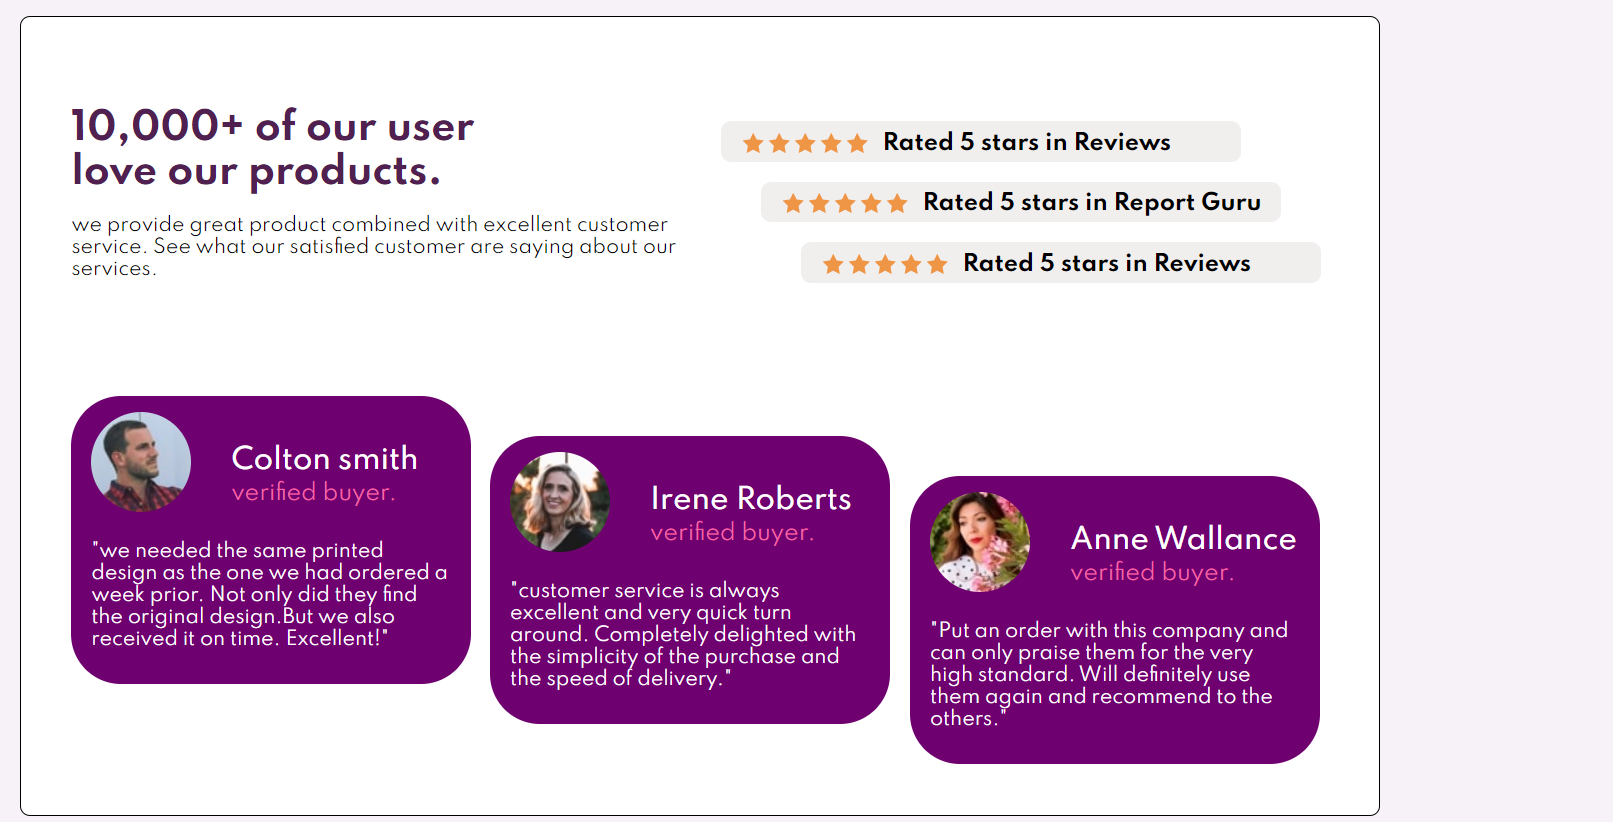 10,000+ of our user
love our products.
we provide great product combined with excellent customer
service. See what our satisfied customer are saying about our
services.
Rated 5 stars in Reviews
Rated 5 stars in Report Guru
Rated 5 stars in Reviews
Colton smith
verified buyer.
"we needed the same printed
design as the one we had ordered a
week prior. Not only did they find
the original design.But we also
received it on time. Excellent!"
Irene Roberts
verified buyer.
"customer service is always
excellent and very quick turn
around. Completely delighted with
the simplicity of the purchase and
the speed of delivery."
Anne Wallance
verified buyer.
"Put an order with this company and
can only praise them for the very
high standard. Will definitely use
them again and recommend to the
others."